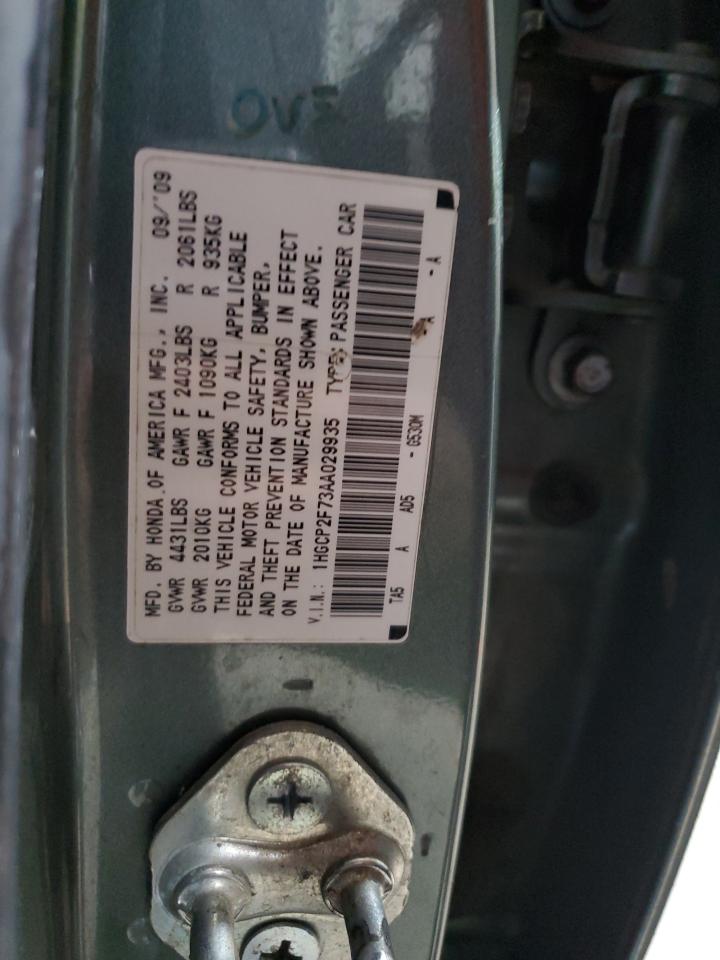 OVE
MFD. BY HONDA OF AMERICA MFG., INC. 09/'09
GVWR 4431LBS GAWR F 2403LBS R 2061LBS
GVWR 2010KG GAWR F 1090KG R 935KG
THIS VEHICLE CONFORMS TO ALL APPLICABLE
FEDERAL MOTOR VEHICLE SAFETY, BUMPER,
AND THEFT PREVENTION STANDARDS IN EFFECT
ON THE DATE OF MANUFACTURE SHOWN ABOVE.
V.I.N.: 1HGCP2F73AA029935 TYPE: PASSENGER CAR
TA5 A AD5 - G530M A - A